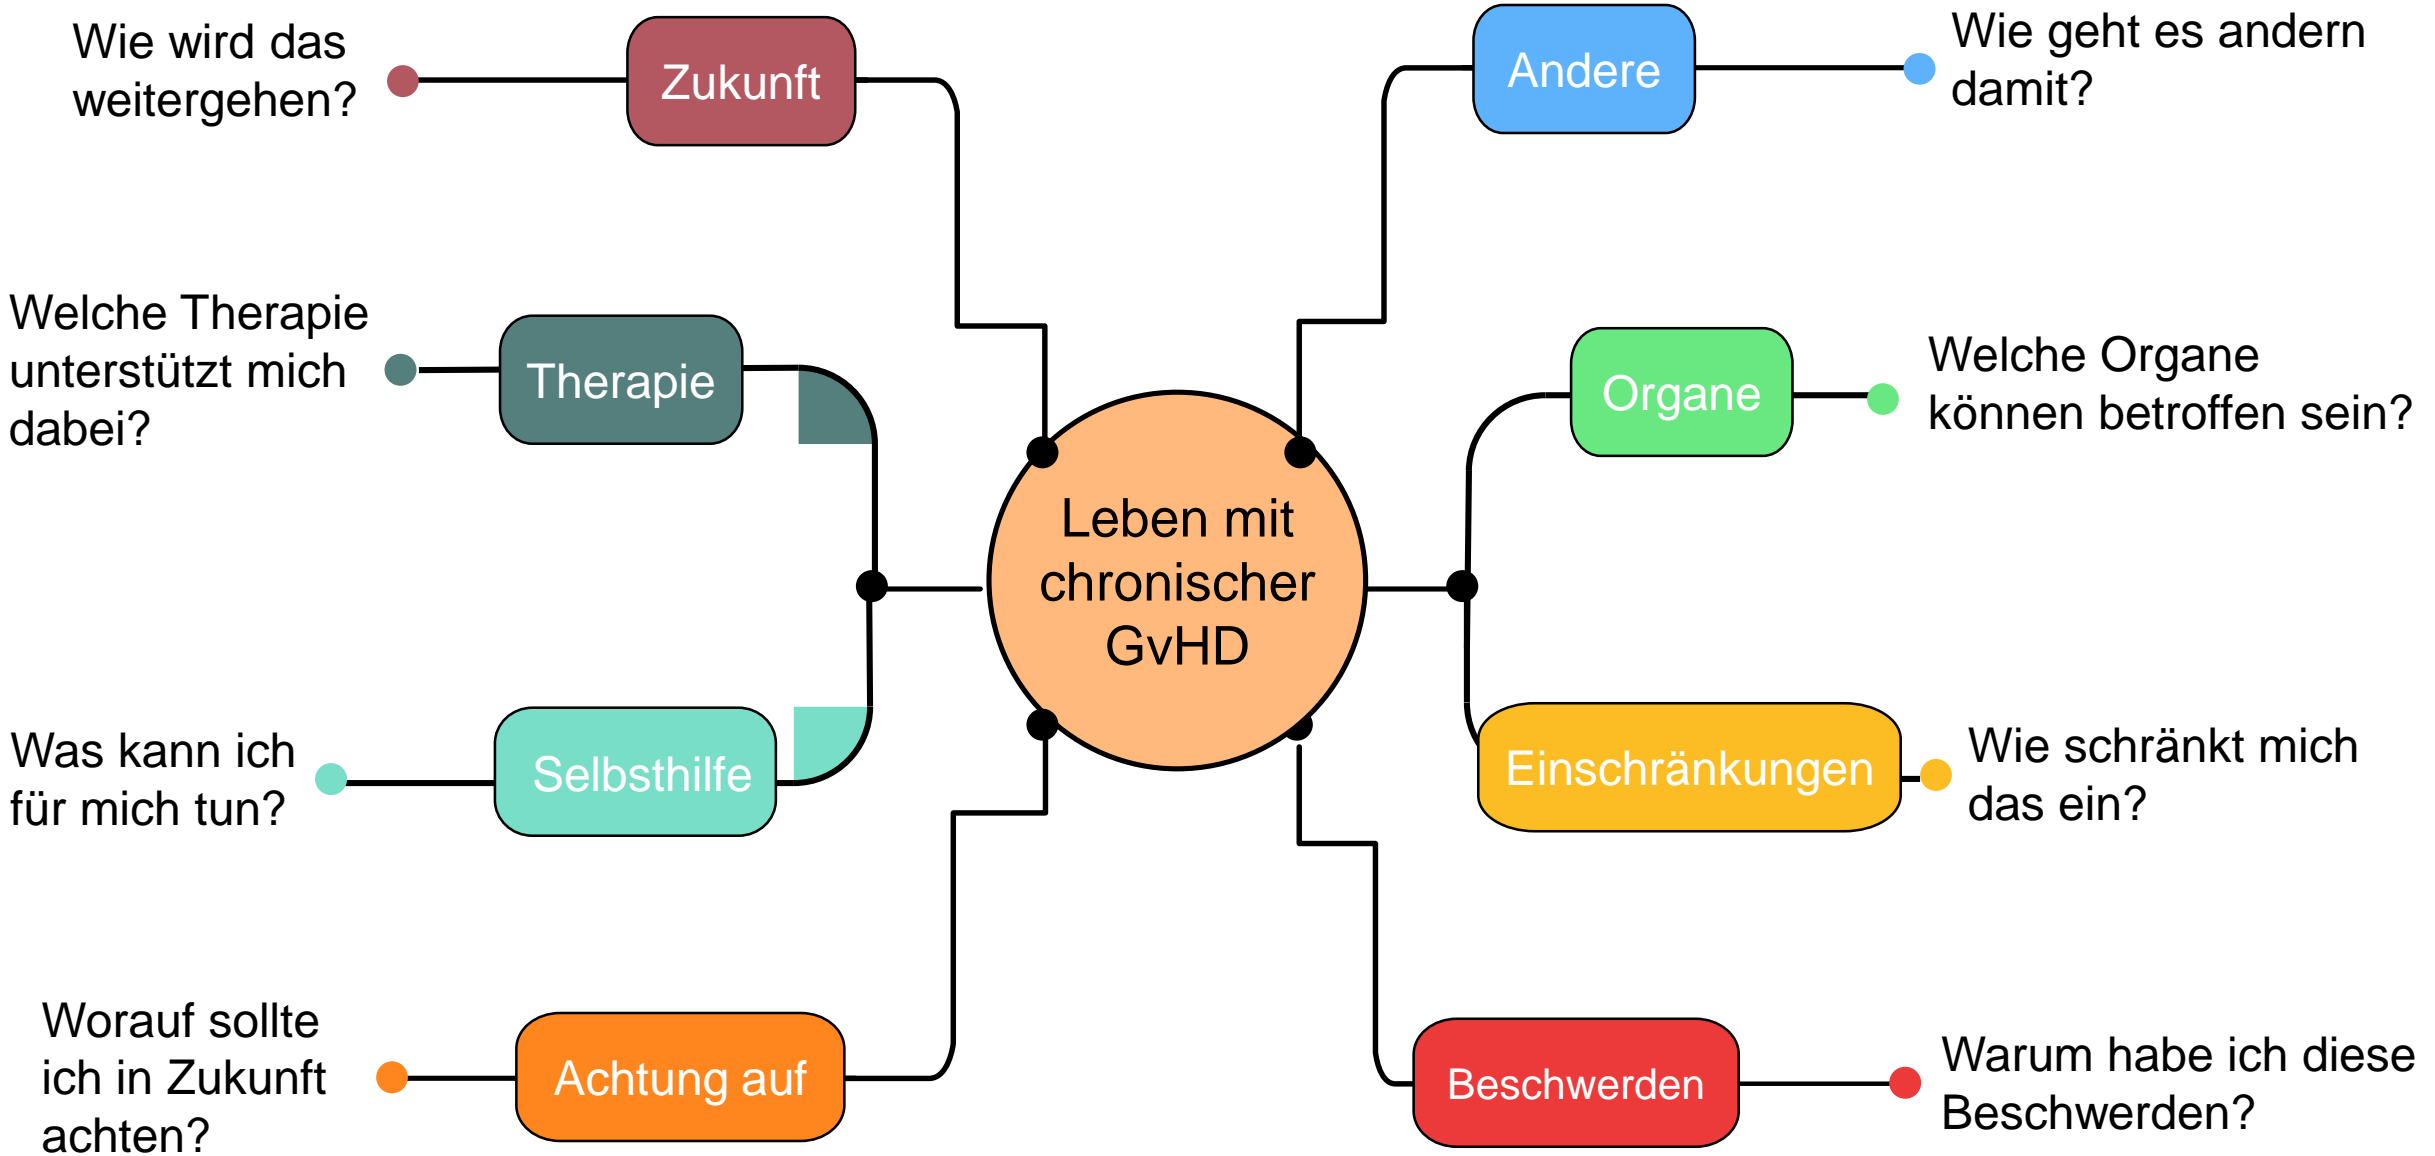 Wie wird das
weitergehen?
Zukunft
Andere
Wie geht es andern
damit?
Welche Therapie
unterstützt mich
dabei?
Therapie
Organe
Welche Organe
können betroffen sein?
Leben mit
chronischer
GvHD
Was kann ich
für mich tun?
Selbsthilfe
Einschränkungen
Wie schränkt mich
das ein?
Worauf sollte
ich in Zukunft
achten?
Achtung auf
Beschwerden
Warum habe ich diese
Beschwerden?